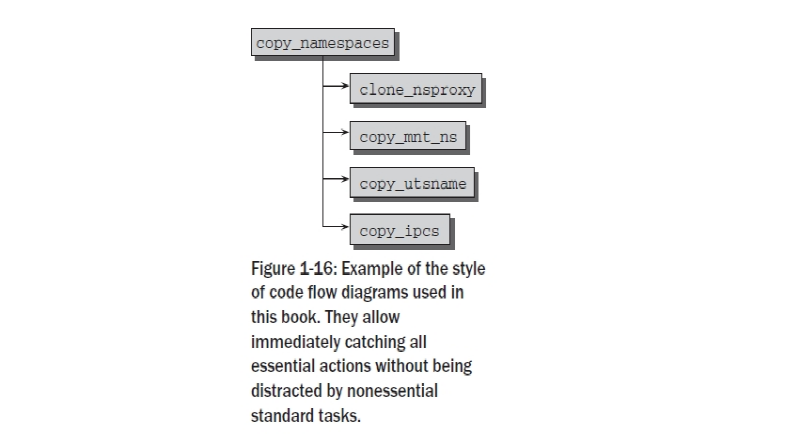 copy_namespaces
clone_nsproxy
copy_mnt_ns
copy_utsname
copy_ipcs
Figure 1-16: Example of the style
of code flow diagrams used in
this book. They allow
immediately catching all
essential actions without being
distracted by nonessential
standard tasks.